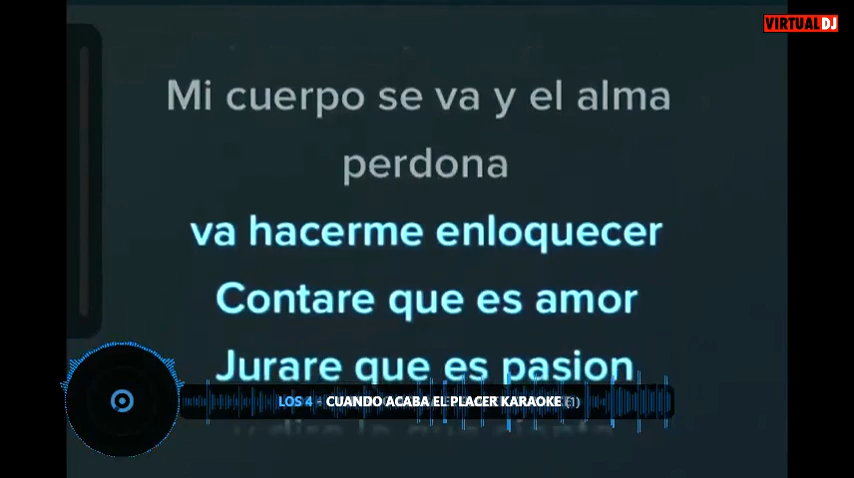 VIRTUALDJ
Mi cuerpo se va y el alma
perdona
va hacerme enloquecer
Contare que es amor
Jurare que es pasion
LOS 4 - CUANDO ACABA EL PLACER KARAOKE (1)